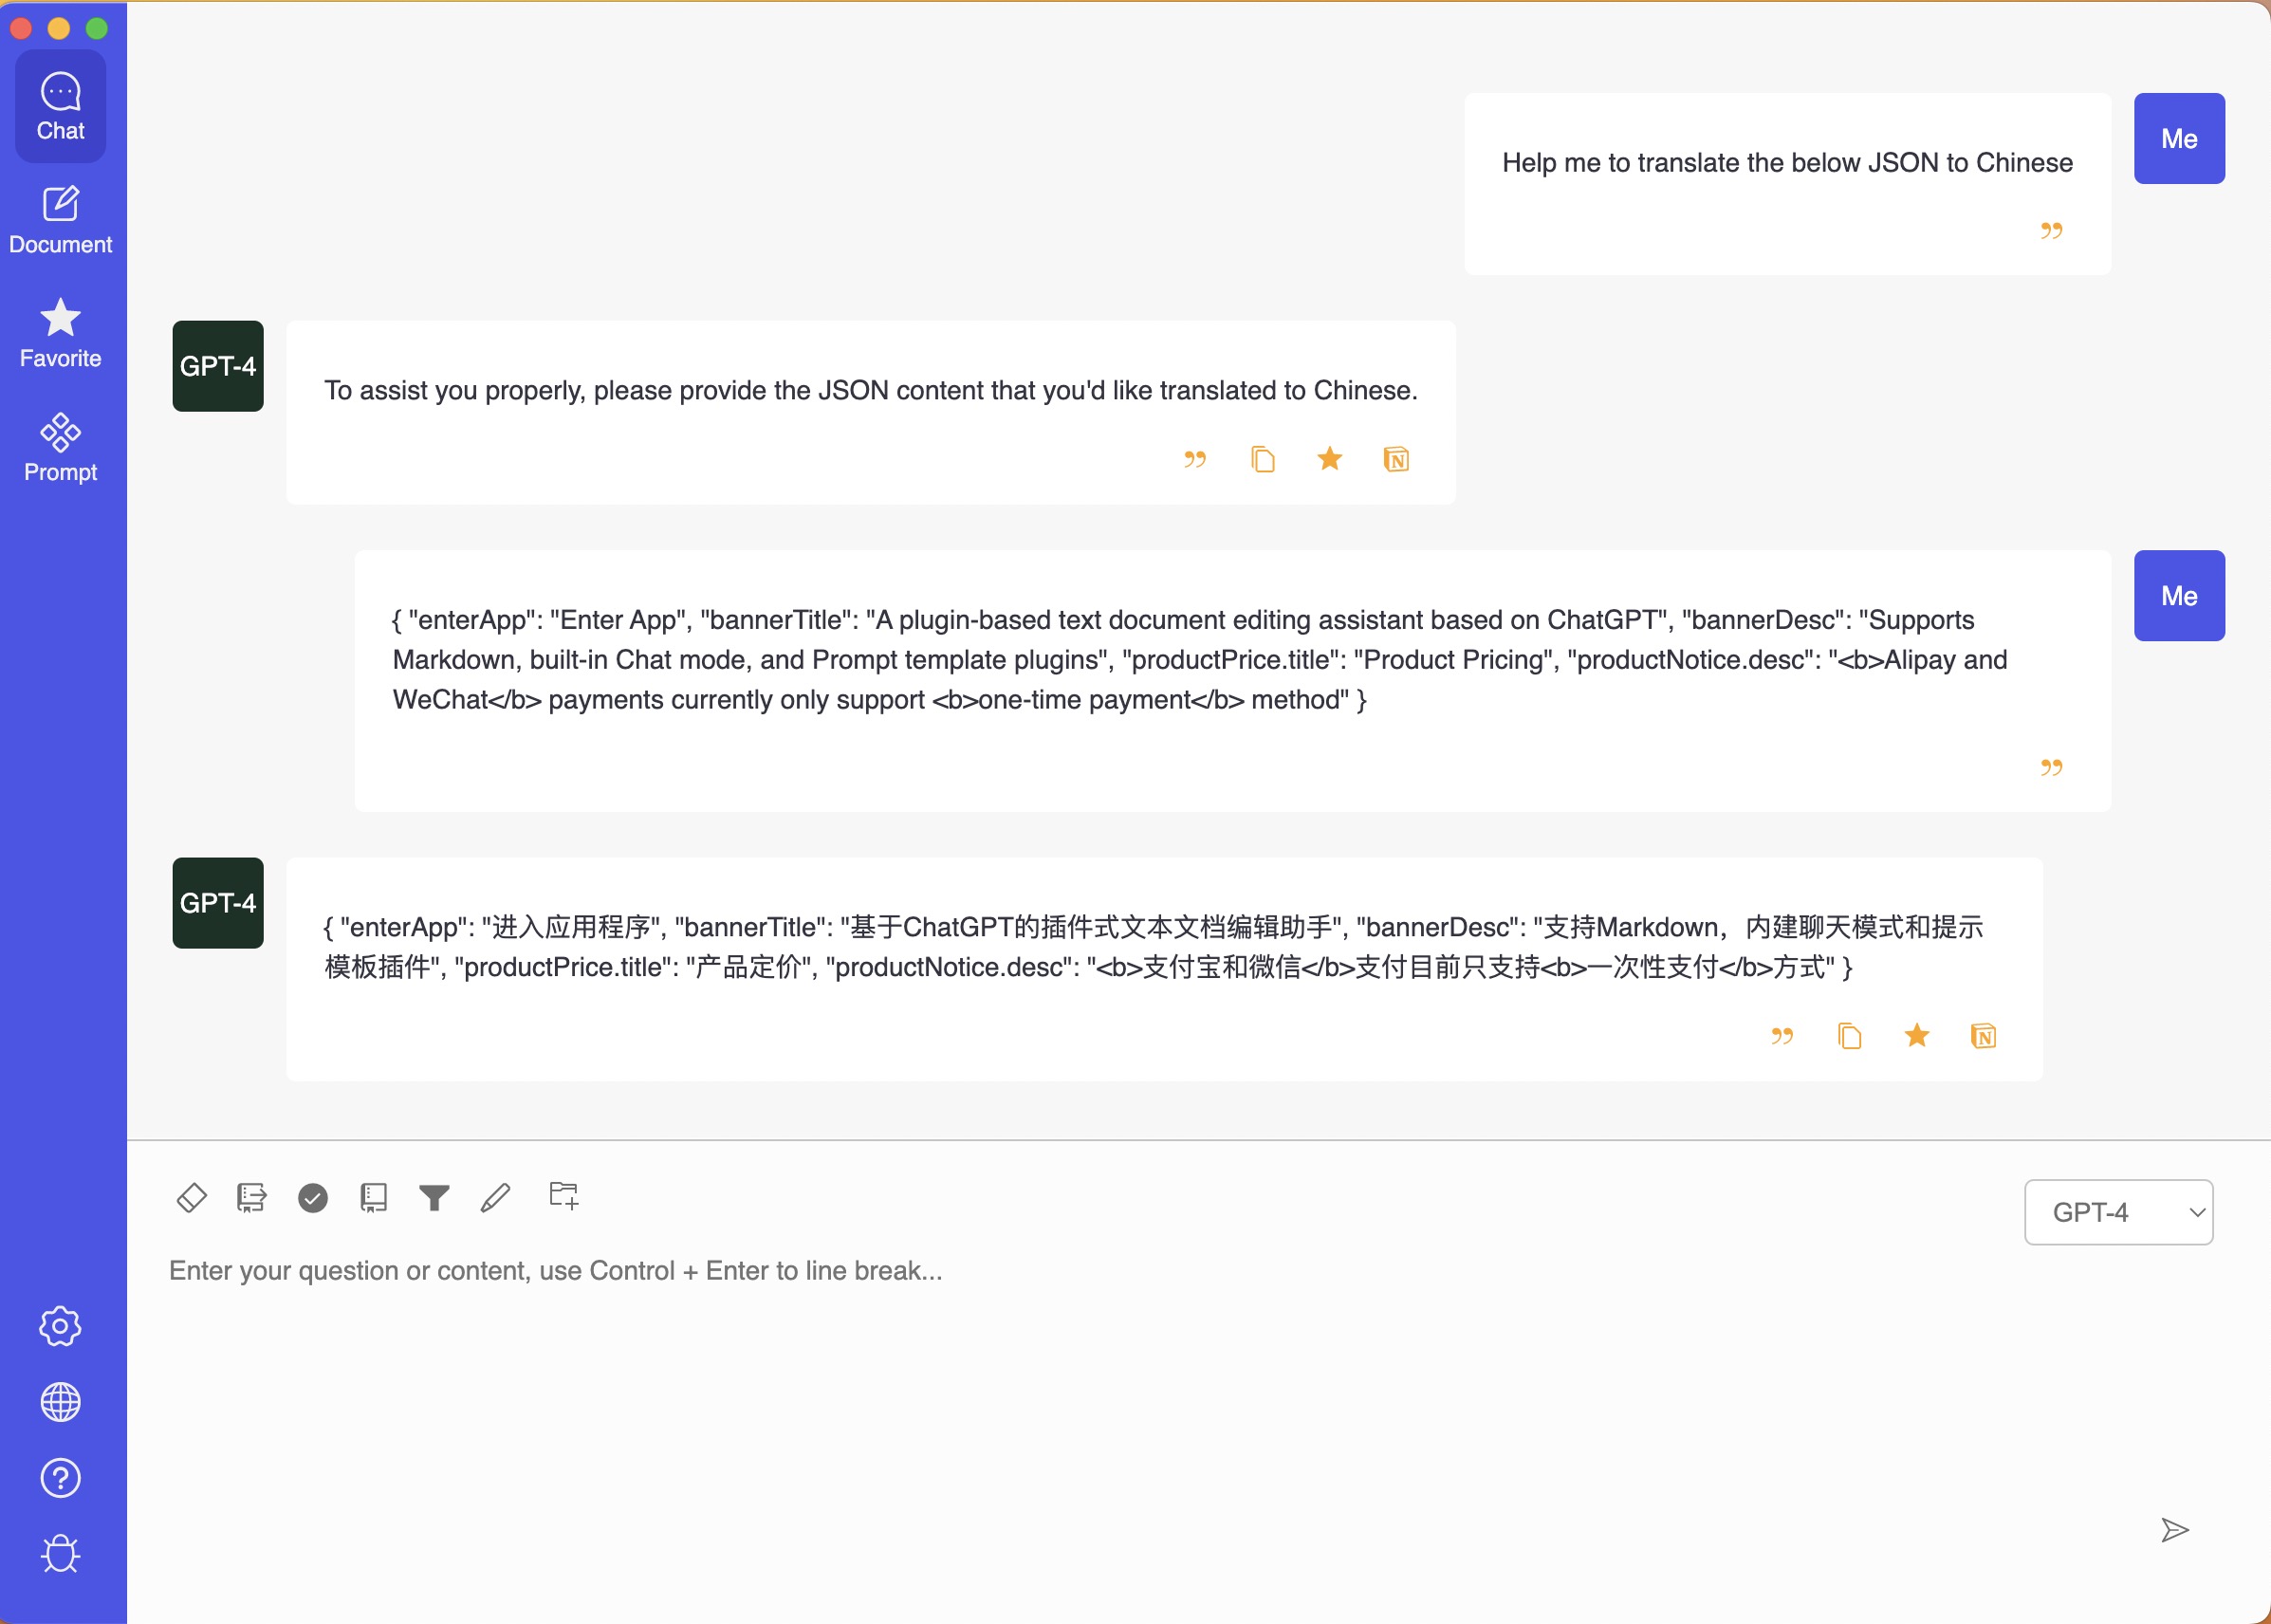 Chat
Document
Favorite
Prompt
Help me to translate the below JSON to Chinese
Me
GPT-4
To assist you properly, please provide the JSON content that you'd like translated to Chinese.
{ "enterApp": "Enter App", "bannerTitle": "A plugin-based text document editing assistant based on ChatGPT", "bannerDesc": "Supports
Markdown, built-in Chat mode, and Prompt template plugins", "productPrice.title": "Product Pricing", "productNotice.desc": "<b>Alipay and
WeChat</b> payments currently only support <b>one-time payment</b> method" }
Me
GPT-4
{ "enterApp": "进入应用程序", "bannerTitle": "基于ChatGPT的插件式文本文档编辑助手", "bannerDesc": "支持Markdown，内建聊天模式和提示
模板插件", "productPrice.title": "产品定价", "productNotice.desc": "<b>支付宝和微信</b>支付目前只支持<b>一次性支付</b>方式" }
GPT-4
Enter your question or content, use Control + Enter to line break...